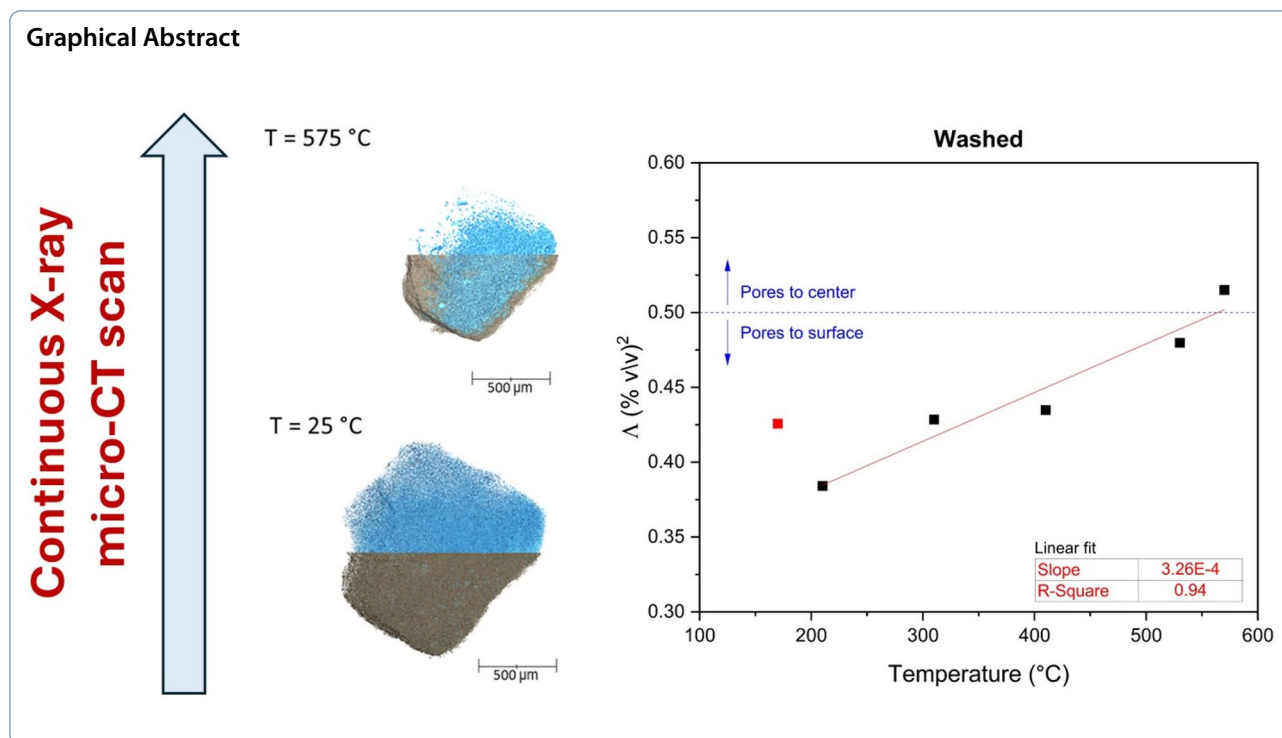 Graphical Abstract
Continuous X-ray
micro-CT scan
T = 575 °C
500 µm
T = 25 °C
500 µm
Washed
Λ (% v\v)²
0.60
0.55
0.50
0.45
0.40
0.35
0.30
Pores to center
Pores to surface
Linear fit
Slope 3.26E-4
R-Square 0.94
100 200 300 400 500 600
Temperature (°C)